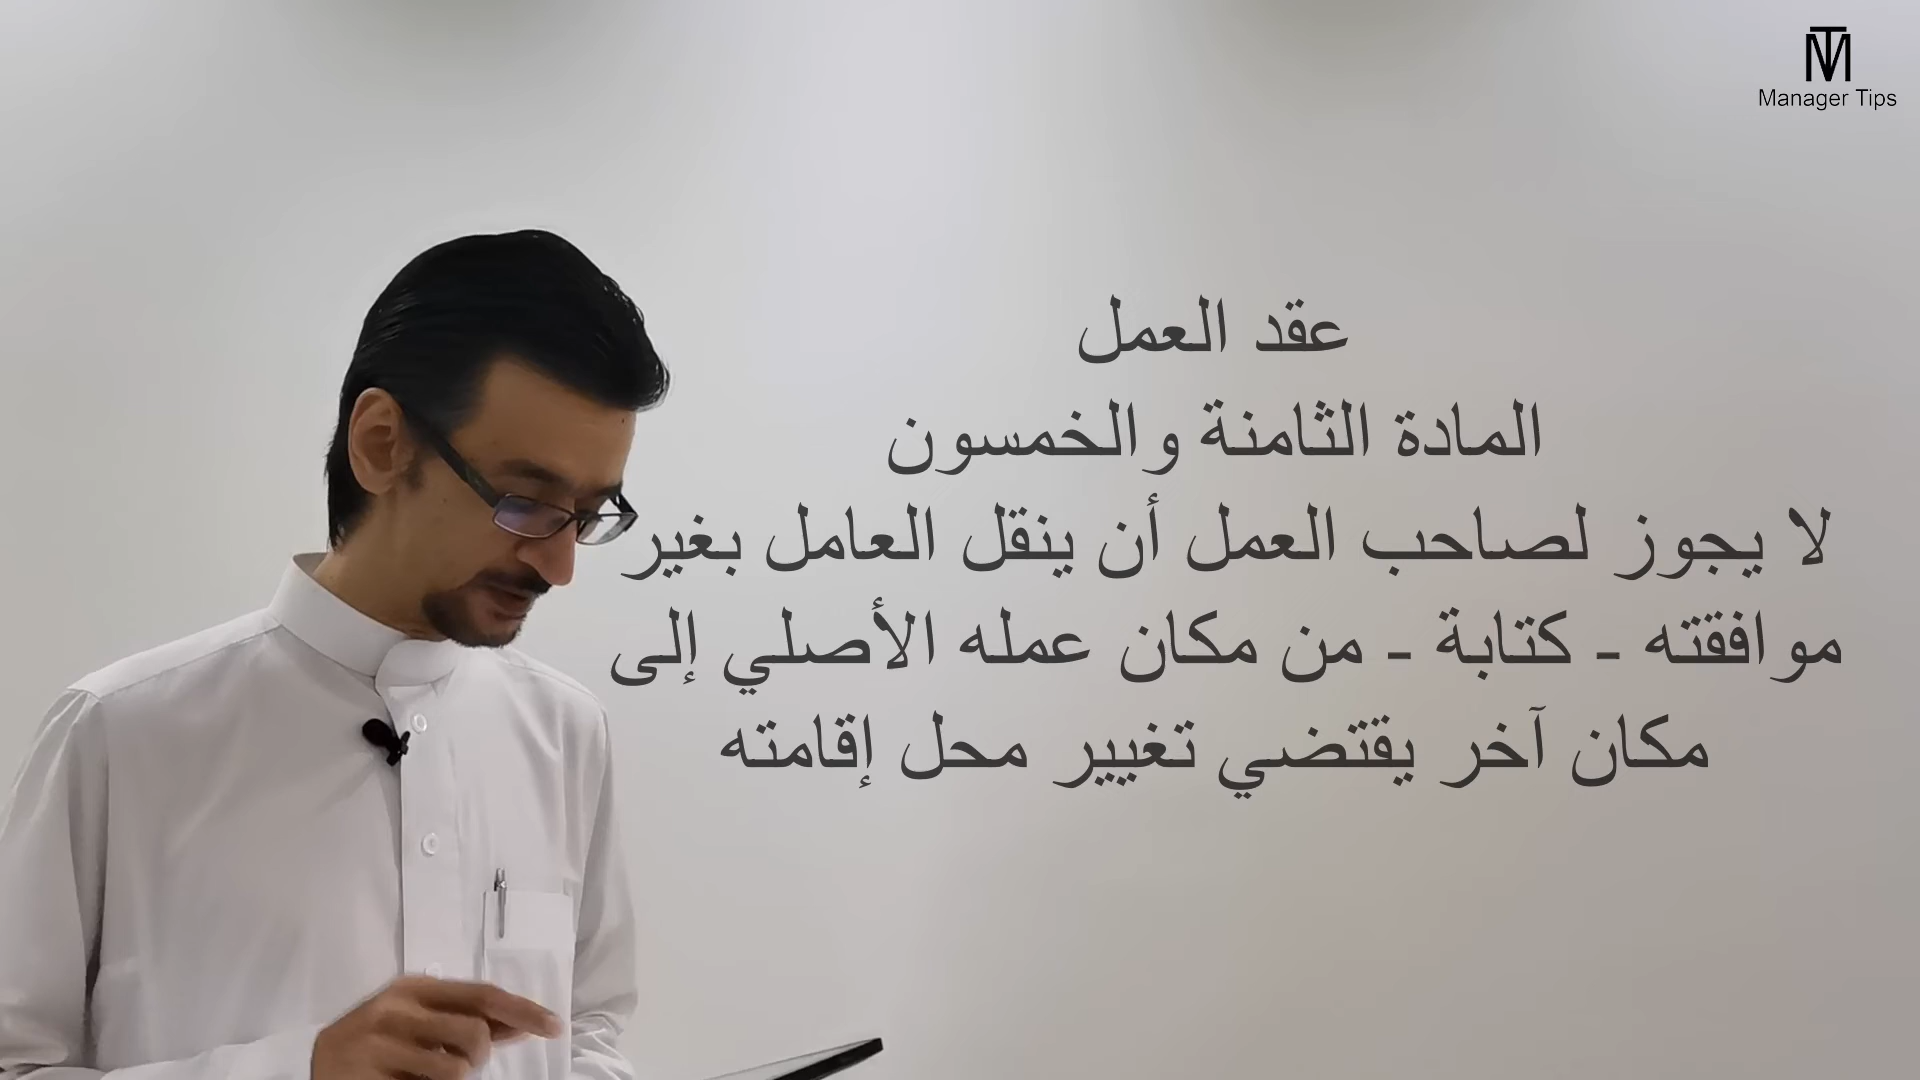 Manager Tips
عقد العمل
المادة الثامنة والخمسون
لا يجوز لصاحب العمل أن ينقل العامل بغير
موافقته - كتابة - من مكان عمله الأصلي إلى
مكان آخر يقتضي تغيير محل إقامته